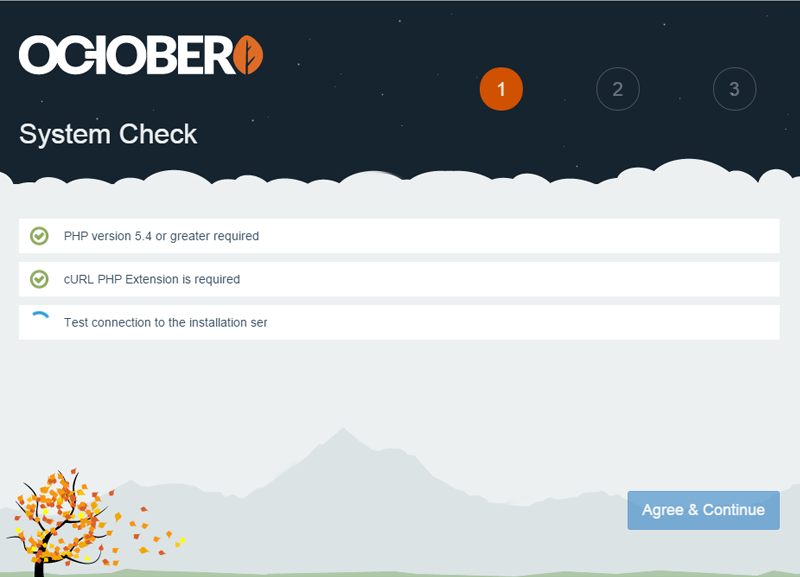 OCTOBER
1 2 3
System Check
PHP version 5.4 or greater required
cURL PHP Extension is required
Test connection to the installation ser
Agree & Continue